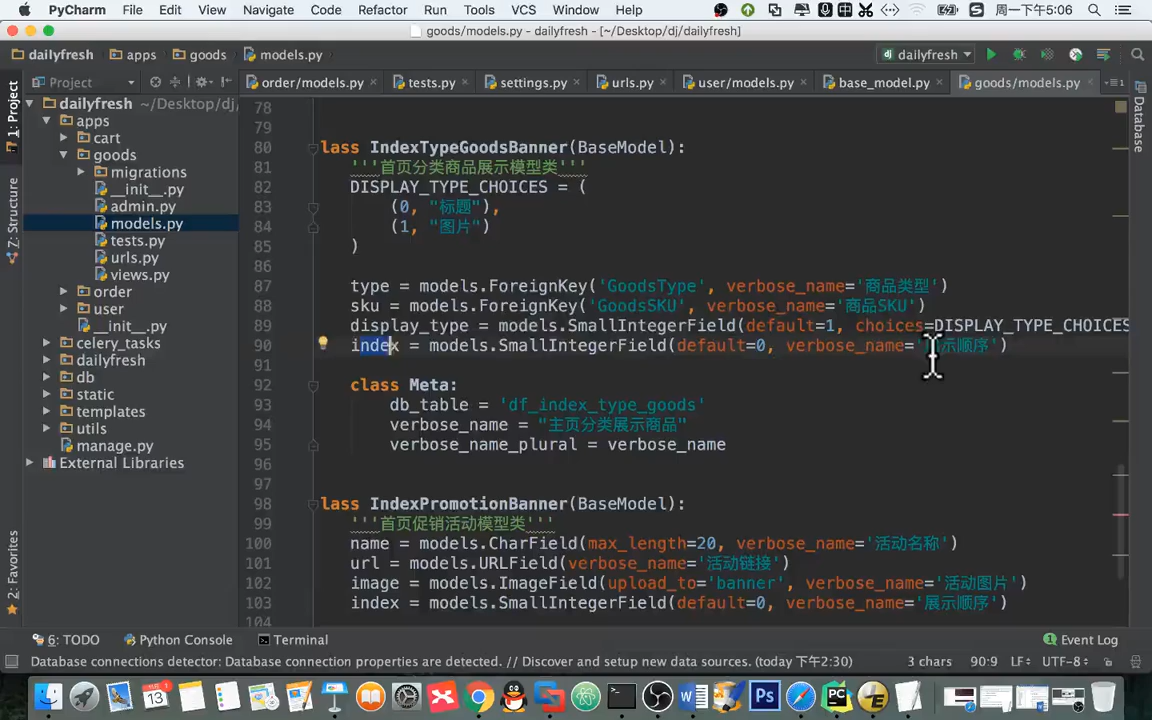 PyCharm File Edit View Navigate Code Refactor Run Tools VCS Window Help 周一下午5:06
goods/models.py - dailyfresh - [~/Desktop/dj/dailyfresh]
dailyfresh apps goods models.py dailyfresh
Project order/models.py tests.py settings.py urls.py user/models.py base_model.py goods/models.py
1: Project
7: Structure
2: Favorites
Database
dailyfresh ~/Desktop/dj/
apps
cart
goods
migrations
__init__.py
admin.py
models.py
tests.py
urls.py
views.py
order
user
__init__.py
celery_tasks
dailyfresh
db
static
templates
utils
manage.py
External Libraries
78
79
80 lass IndexTypeGoodsBanner(BaseModel):
81 '''首页分类商品展示模型类'''
82 DISPLAY_TYPE_CHOICES = (
83 (0, "标题"),
84 (1, "图片")
85 )
86
87 type = models.ForeignKey('GoodsType', verbose_name='商品类型')
88 sku = models.ForeignKey('GoodsSKU', verbose_name='商品SKU')
89 display_type = models.SmallIntegerField(default=1, choices=DISPLAY_TYPE_CHOICES
90 index = models.SmallIntegerField(default=0, verbose_name='展示顺序')
91
92 class Meta:
93 db_table = 'df_index_type_goods'
94 verbose_name = "主页分类展示商品"
95 verbose_name_plural = verbose_name
96
97
98 lass IndexPromotionBanner(BaseModel):
99 '''首页促销活动模型类'''
100 name = models.CharField(max_length=20, verbose_name='活动名称')
101 url = models.URLField(verbose_name='活动链接')
102 image = models.ImageField(upload_to='banner', verbose_name='活动图片')
103 index = models.SmallIntegerField(default=0, verbose_name='展示顺序')
104
6: TODO Python Console Terminal Event Log
Database connections detector: Database connection properties are detected. // Discover and setup new data sources. (today 下午2:30) 3 chars 90:9 LF UTF-8